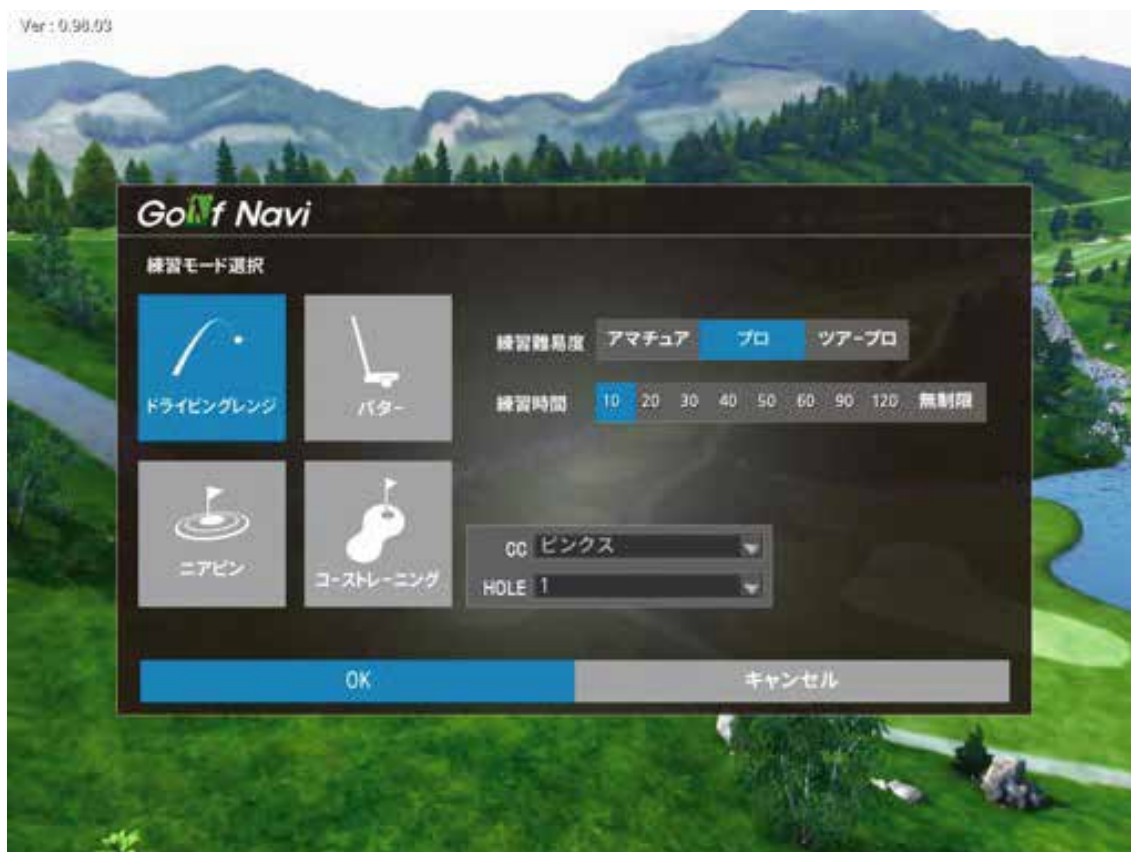 Ver : 0.96.03
Golf Navi
練習モード選択
ドライビングレンジ
パター
練習難易度 アマチュア プロ ツアープロ
練習時間 10 20 30 40 50 60 90 120 無制限
ニアピン
コーストレーニング
CC ピンクス
HOLE 1
OK キャンセル